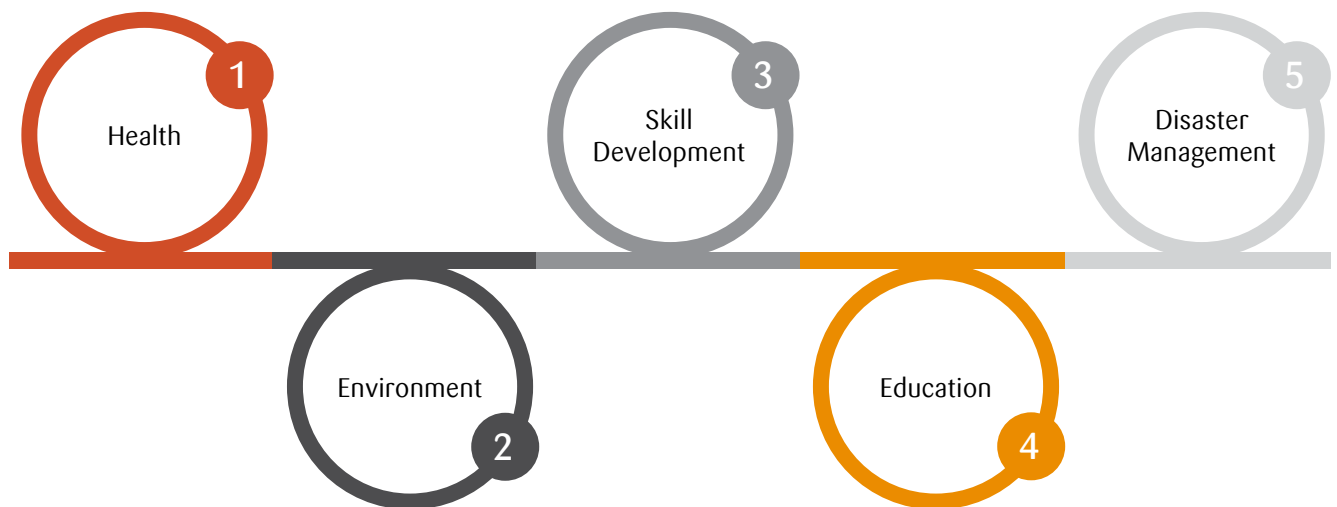 1
Health
2
Environment
3
Skill
Development
4
Education
5
Disaster
Management